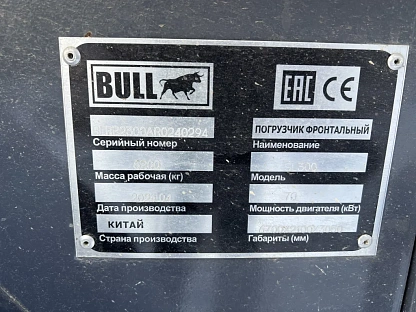 BULL
EAC CE
ПОГРУЗЧИК ФРОНТАЛЬНЫЙ
Серийный номер
Наименование
Масса рабочая (кг)
Модель
Дата производства
Мощность двигателя (кВт)
КИТАЙ
Страна производства
Габариты (мм)